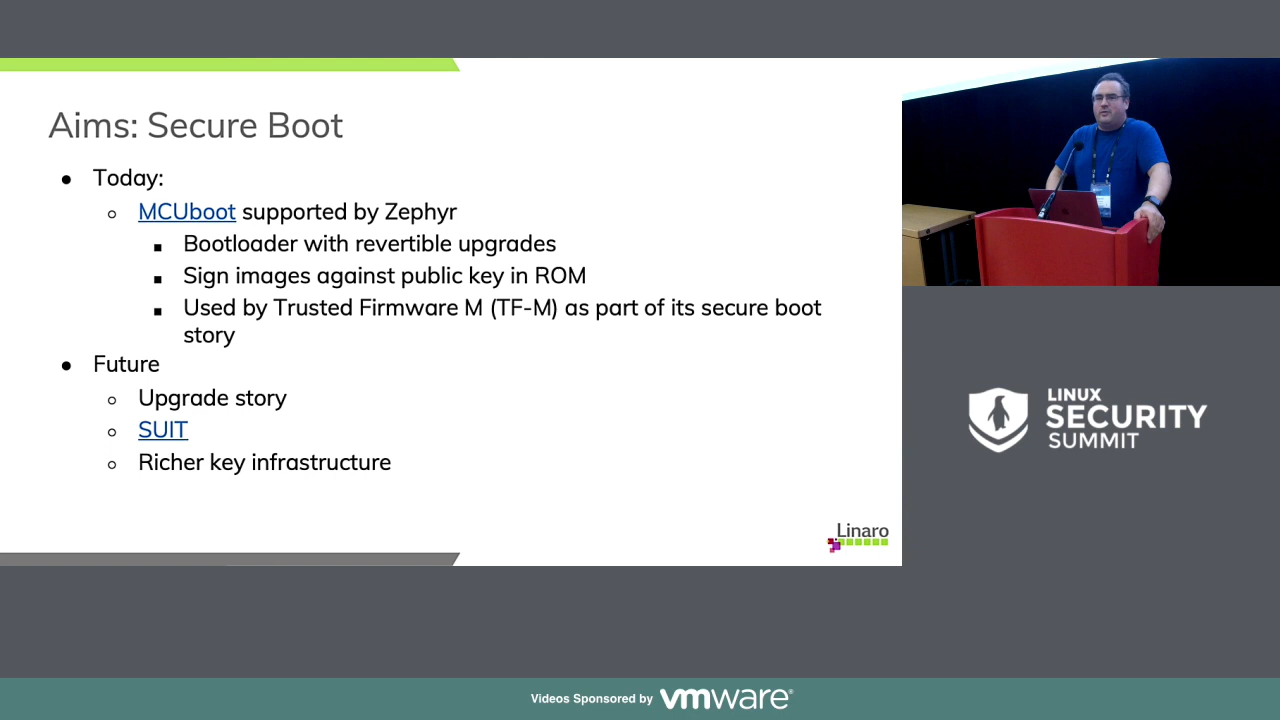 Aims: Secure Boot
● Today:
○ MCUboot supported by Zephyr
■ Bootloader with revertible upgrades
■ Sign images against public key in ROM
■ Used by Trusted Firmware M (TF-M) as part of its secure boot
story
● Future
○ Upgrade story
○ SUIT
○ Richer key infrastructure
Linaro
LINUX
SECURITY
SUMMIT
Videos Sponsored by vmware®